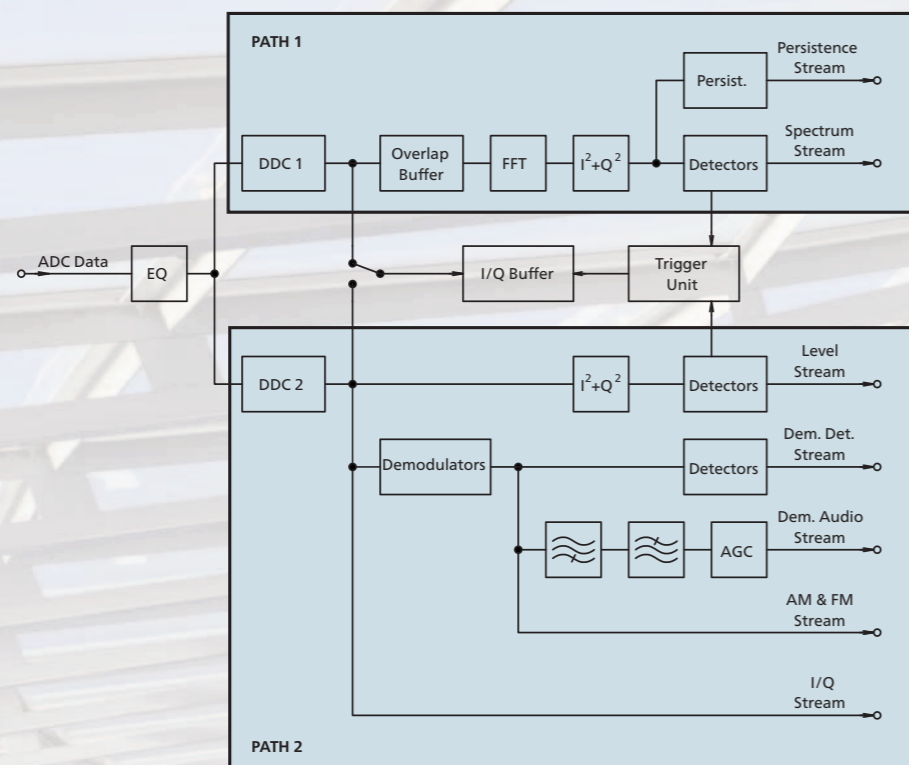 PATH 1
Persistence
Stream
Persist.
Spectrum
Stream
DDC 1
Overlap
Buffer
FFT
I²+Q²
Detectors
ADC Data
EQ
I/Q Buffer
Trigger
Unit
Level
Stream
DDC 2
I²+Q²
Detectors
Dem. Det.
Stream
Demodulators
Detectors
Dem. Audio
Stream
AGC
AM & FM
Stream
I/Q
Stream
PATH 2